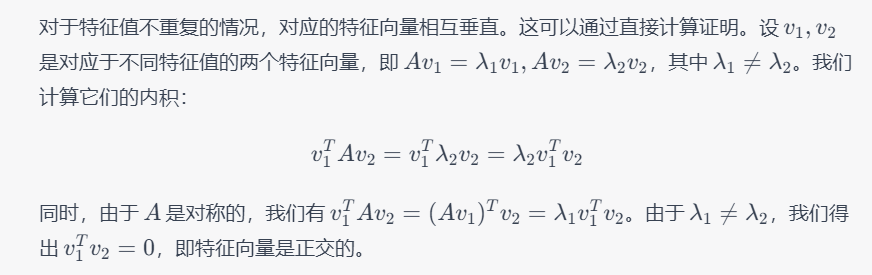 对于特征值不重复的情况，对应的特征向量相互垂直。这可以通过直接计算证明。设 $v_1, v_2$
是对应于不同特征值的两个特征向量，即 $Av_1 = \lambda_1 v_1, Av_2 = \lambda_2 v_2$，其中 $\lambda_1 \neq \lambda_2$。我们
计算它们的内积：
$v_1^T A v_2 = v_1^T \lambda_2 v_2 = \lambda_2 v_1^T v_2$
同时，由于 $A$ 是对称的，我们有 $v_1^T A v_2 = (Av_1)^T v_2 = \lambda_1 v_1^T v_2$。由于 $\lambda_1 \neq \lambda_2$，我们得
出 $v_1^T v_2 = 0$，即特征向量是正交的。